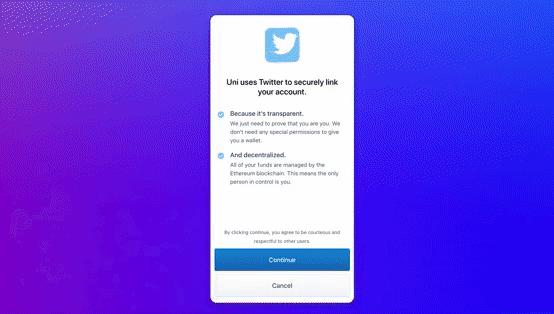 Uni uses Twitter to securely link
your account.
Because it's transparent.
We just need to prove that you are you. We
don't need any special permissions to give
you a wallet.
And decentralized.
All of your funds are managed by the
Ethereum blockchain. This means the only
person in control is you.
By clicking continue, you agree to be courteous and
respectful to other users.
Continue
Cancel